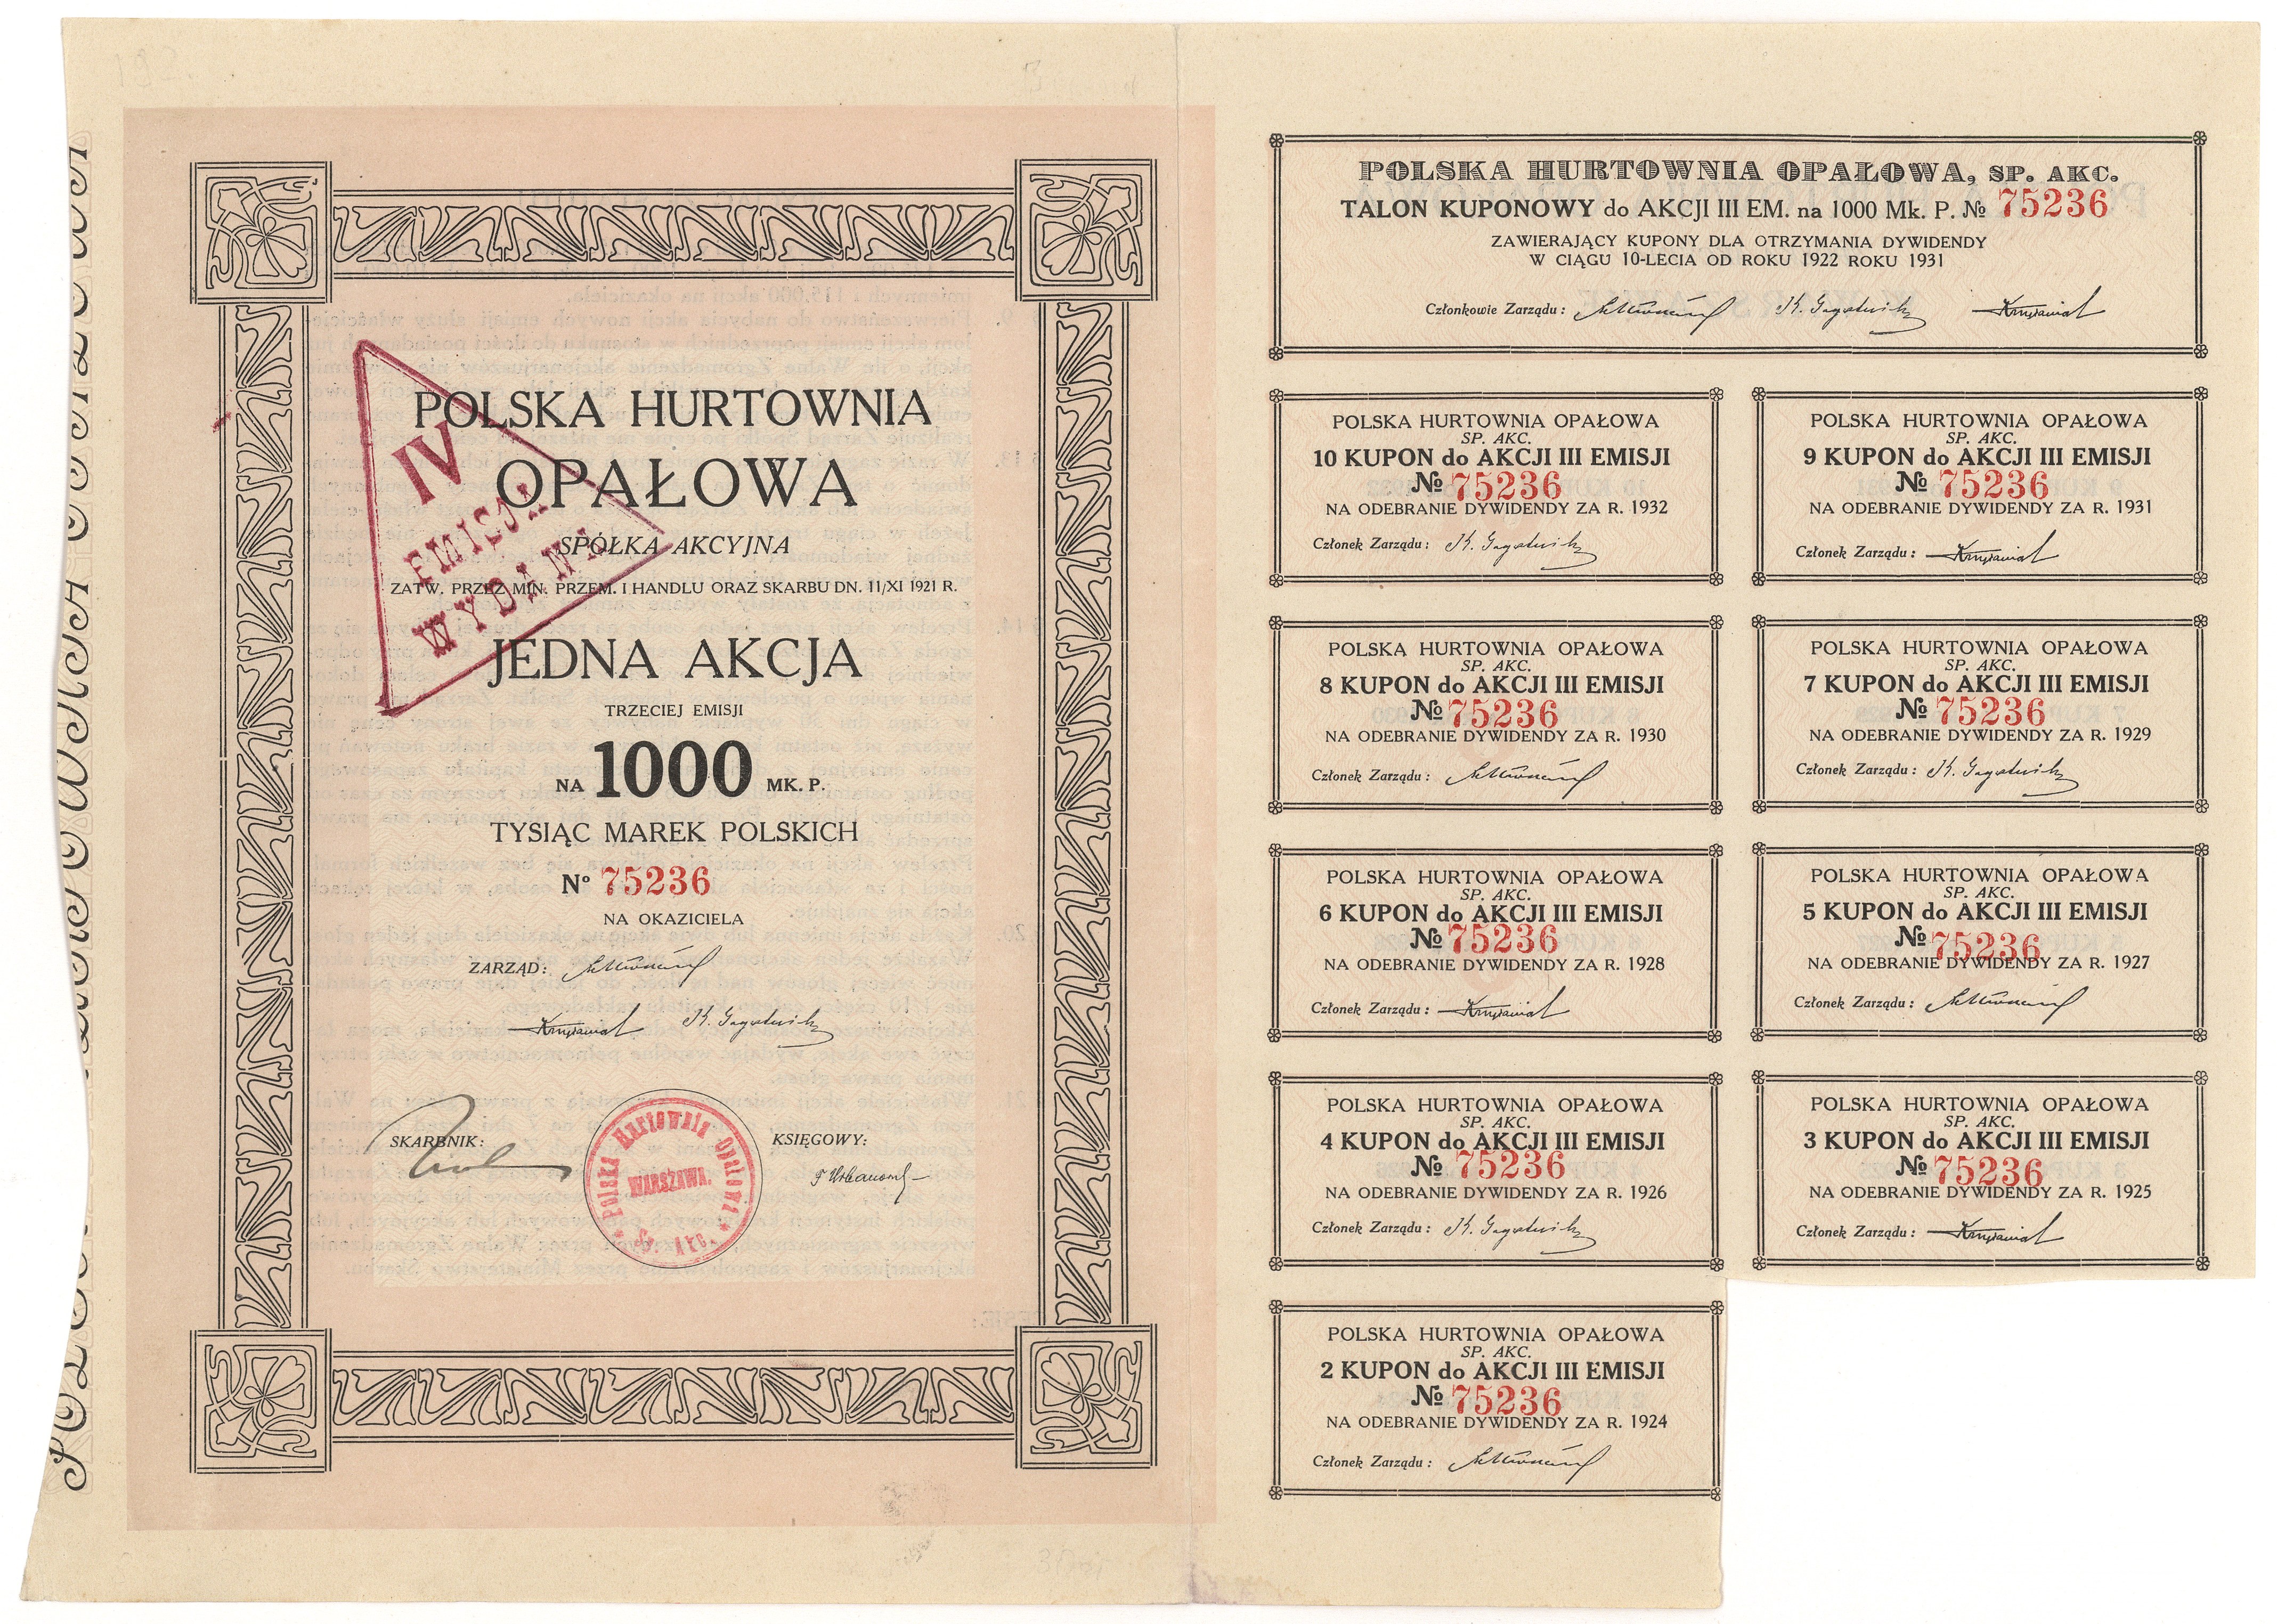 POLSKA HURTOWNIA
OPAŁOWA
SPÓŁKA AKCYJNA
ZATW. PRZEZ MIN. PRZEM. I HANDLU ORAZ SKARBU DN. 11/XI 1921 R.
JEDNA AKCJA
TRZECIEJ EMISJI
NA 1000 MK. P.
TYSIĄC MAREK POLSKICH
Nº 75236
NA OKAZICIELA
ZARZĄD:
SKARBNIK:
KSIĘGOWY:
IV
EMISJA
WYDANA
Polska Hurtownia Opałowa
WARSZAWA.
S. Akc.
POLSKA HURTOWNIA OPAŁOWA, SP. AKC.
TALON KUPONOWY do AKCJI III EM. na 1000 Mk. P. № 75236
ZAWIERAJĄCY KUPONY DLA OTRZYMANIA DYWIDENDY
W CIĄGU 10-LECIA OD ROKU 1922 ROKU 1931
Członkowie Zarządu:
POLSKA HURTOWNIA OPAŁOWA
SP. AKC.
10 KUPON do AKCJI III EMISJI
№ 75236
NA ODEBRANIE DYWIDENDY ZA R. 1932
Członek Zarządu:
POLSKA HURTOWNIA OPAŁOWA
SP. AKC.
9 KUPON do AKCJI III EMISJI
№ 75236
NA ODEBRANIE DYWIDENDY ZA R. 1931
Członek Zarządu:
POLSKA HURTOWNIA OPAŁOWA
SP. AKC.
8 KUPON do AKCJI III EMISJI
№ 75236
NA ODEBRANIE DYWIDENDY ZA R. 1930
Członek Zarządu:
POLSKA HURTOWNIA OPAŁOWA
SP. AKC.
7 KUPON do AKCJI III EMISJI
№ 75236
NA ODEBRANIE DYWIDENDY ZA R. 1929
Członek Zarządu:
POLSKA HURTOWNIA OPAŁOWA
SP. AKC.
6 KUPON do AKCJI III EMISJI
№ 75236
NA ODEBRANIE DYWIDENDY ZA R. 1928
Członek Zarządu:
POLSKA HURTOWNIA OPAŁOWA
SP. AKC.
5 KUPON do AKCJI III EMISJI
№ 75236
NA ODEBRANIE DYWIDENDY ZA R. 1927
Członek Zarządu:
POLSKA HURTOWNIA OPAŁOWA
SP. AKC.
4 KUPON do AKCJI III EMISJI
№ 75236
NA ODEBRANIE DYWIDENDY ZA R. 1926
Członek Zarządu:
POLSKA HURTOWNIA OPAŁOWA
SP. AKC.
3 KUPON do AKCJI III EMISJI
№ 75236
NA ODEBRANIE DYWIDENDY ZA R. 1925
Członek Zarządu:
POLSKA HURTOWNIA OPAŁOWA
SP. AKC.
2 KUPON do AKCJI III EMISJI
№ 75236
NA ODEBRANIE DYWIDENDY ZA R. 1924
Członek Zarządu: